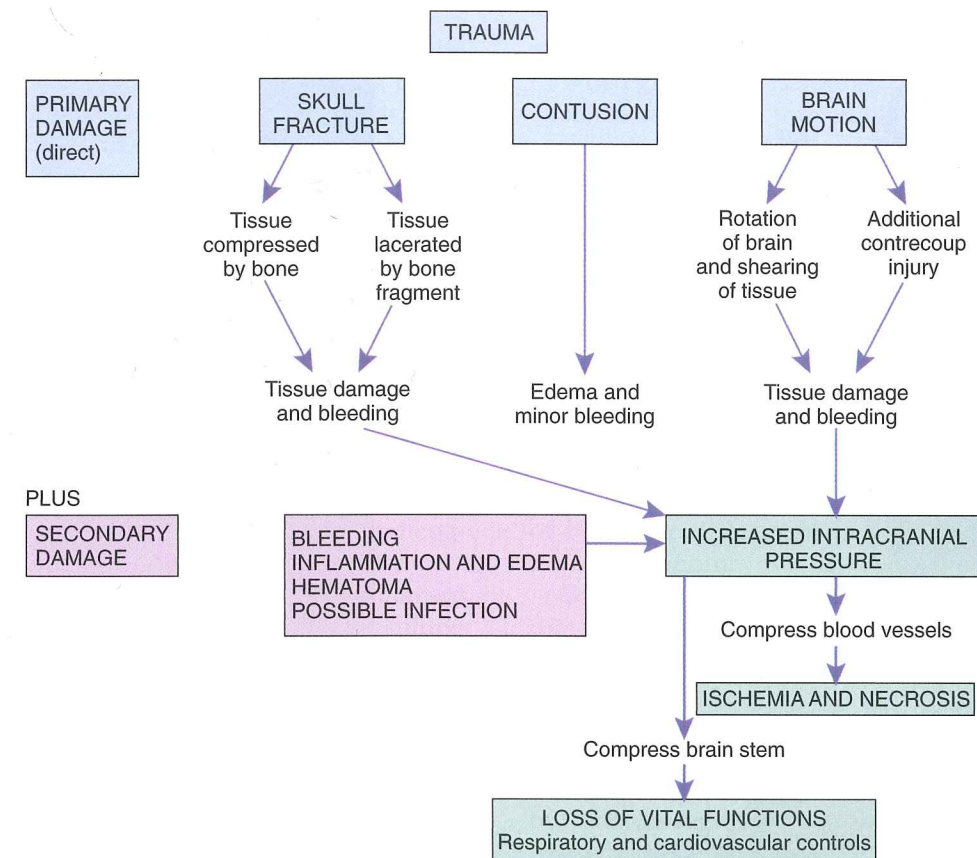 TRAUMA
PRIMARY
DAMAGE
(direct)
SKULL
FRACTURE
CONTUSION
BRAIN
MOTION
Tissue
compressed
by bone
Tissue
lacerated
by bone
fragment
Rotation
of brain
and shearing
of tissue
Additional
contrecoup
injury
Tissue damage
and bleeding
Edema and
minor bleeding
Tissue damage
and bleeding
PLUS
SECONDARY
DAMAGE
BLEEDING
INFLAMMATION AND EDEMA
HEMATOMA
POSSIBLE INFECTION
INCREASED INTRACRANIAL
PRESSURE
Compress blood vessels
ISCHEMIA AND NECROSIS
Compress brain stem
LOSS OF VITAL FUNCTIONS
Respiratory and cardiovascular controls